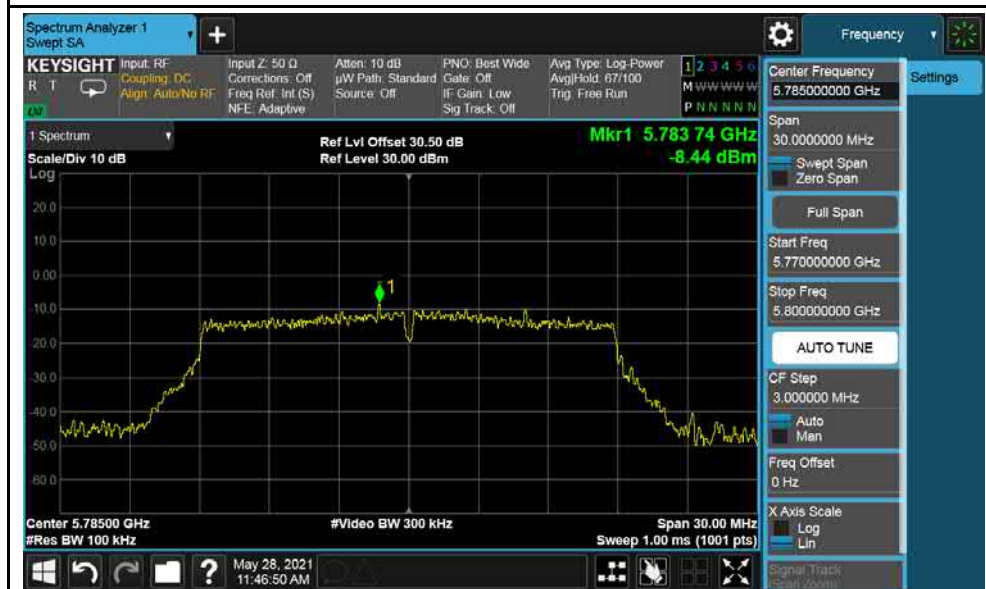 Spectrum Analyzer 1
Swept SA
+
Frequency
KEYSIGHT
R T
LXI
Input: RF
Coupling: DC
Align: Auto/No RF
Input Z: 50 Ω
Corrections: Off
Freq Ref: Int (S)
NFE: Adaptive
Atten: 10 dB
µW Path: Standard
Source: Off
PNO: Best Wide
Gate: Off
IF Gain: Low
Sig Track: Off
Avg Type: Log-Power
Avg|Hold: 67/100
Trig: Free Run
1 2 3 4 5 6
M W W W W W
P N N N N N
1 Spectrum
Scale/Div 10 dB
Log
Ref Lvl Offset 30.50 dB
Ref Level 30.00 dBm
Mkr1 5.783 74 GHz
-8.44 dBm
20.0
10.0
0.00
-10.0
-20.0
-30.0
-40.0
-50.0
-60.0
1
Center 5.78500 GHz
#Res BW 100 kHz
#Video BW 300 kHz
Span 30.00 MHz
Sweep 1.00 ms (1001 pts)
Center Frequency
5.785000000 GHz
Settings
Span
30.0000000 MHz
Swept Span
Zero Span
Full Span
Start Freq
5.770000000 GHz
Stop Freq
5.800000000 GHz
AUTO TUNE
CF Step
3.000000 MHz
Auto
Man
Freq Offset
0 Hz
X Axis Scale
Log
Lin
Signal Track
(Span Zoom)
?
May 28, 2021
11:46:50 AM